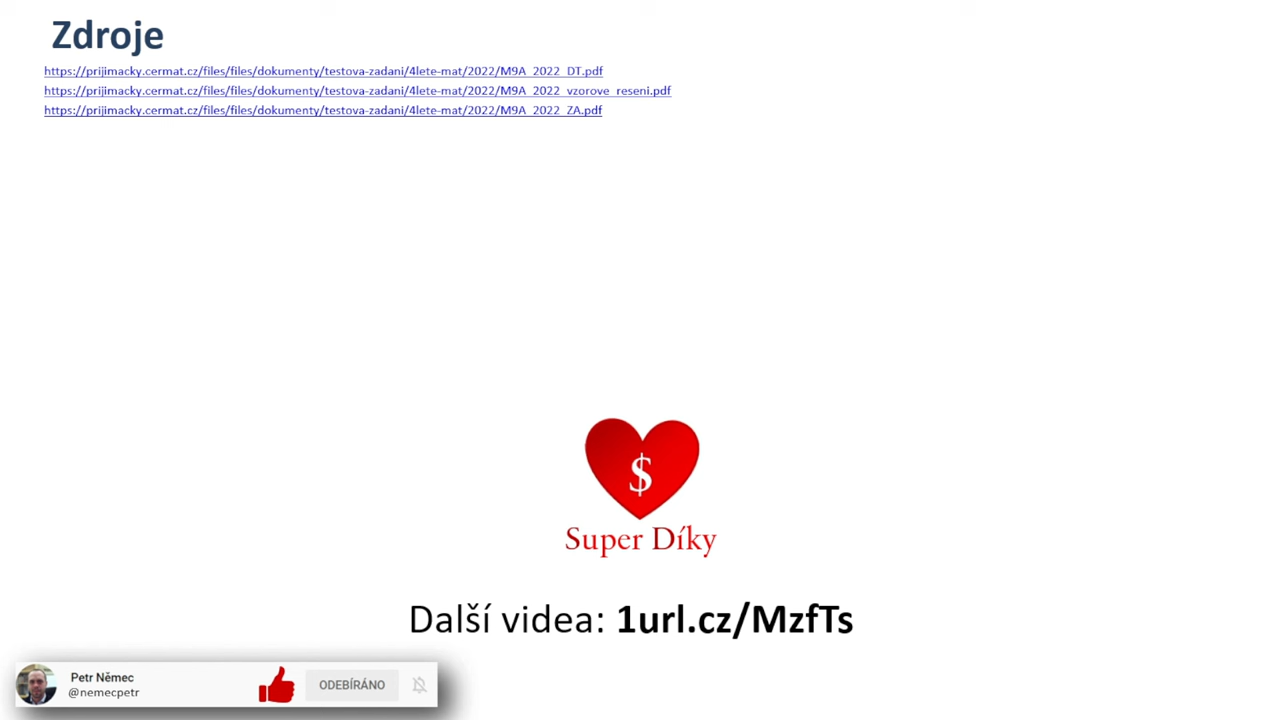 Zdroje
https://prijimacky.cermat.cz/files/files/dokumenty/testova-zadani/4lete-mat/2022/M9A_2022_DT.pdf
https://prijimacky.cermat.cz/files/files/dokumenty/testova-zadani/4lete-mat/2022/M9A_2022_vzorove_reseni.pdf
https://prijimacky.cermat.cz/files/files/dokumenty/testova-zadani/4lete-mat/2022/M9A_2022_ZA.pdf
$
Super Díky
Další videa: 1url.cz/MzfTs
Petr Němec
@nemecpetr
ODEBÍRÁNO